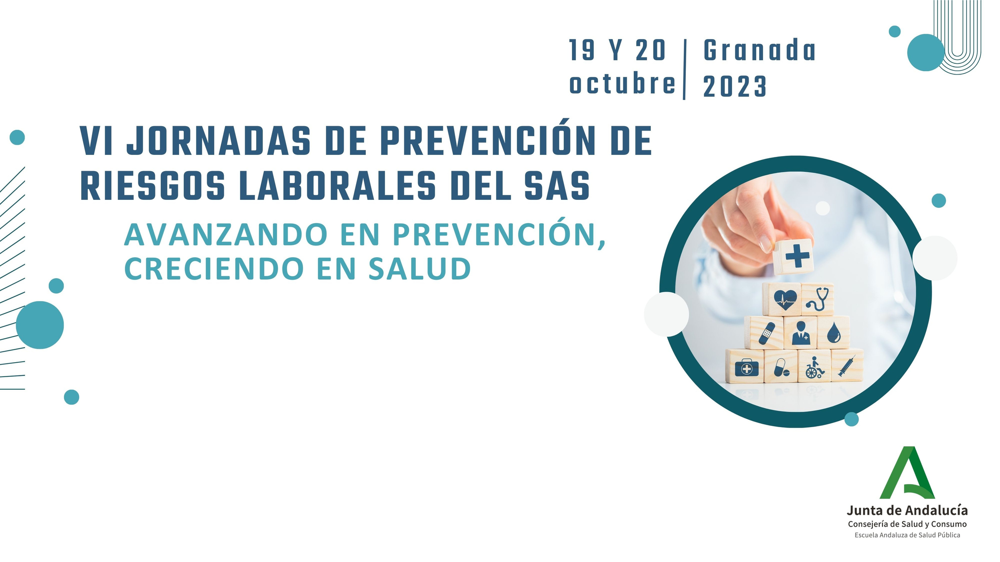 19 Y 20
octubre
Granada
2023
VI JORNADAS DE PREVENCIÓN DE
RIESGOS LABORALES DEL SAS
AVANZANDO EN PREVENCIÓN,
CRECIENDO EN SALUD
Junta de Andalucía
Consejería de Salud y Consumo
Escuela Andaluza de Salud Pública